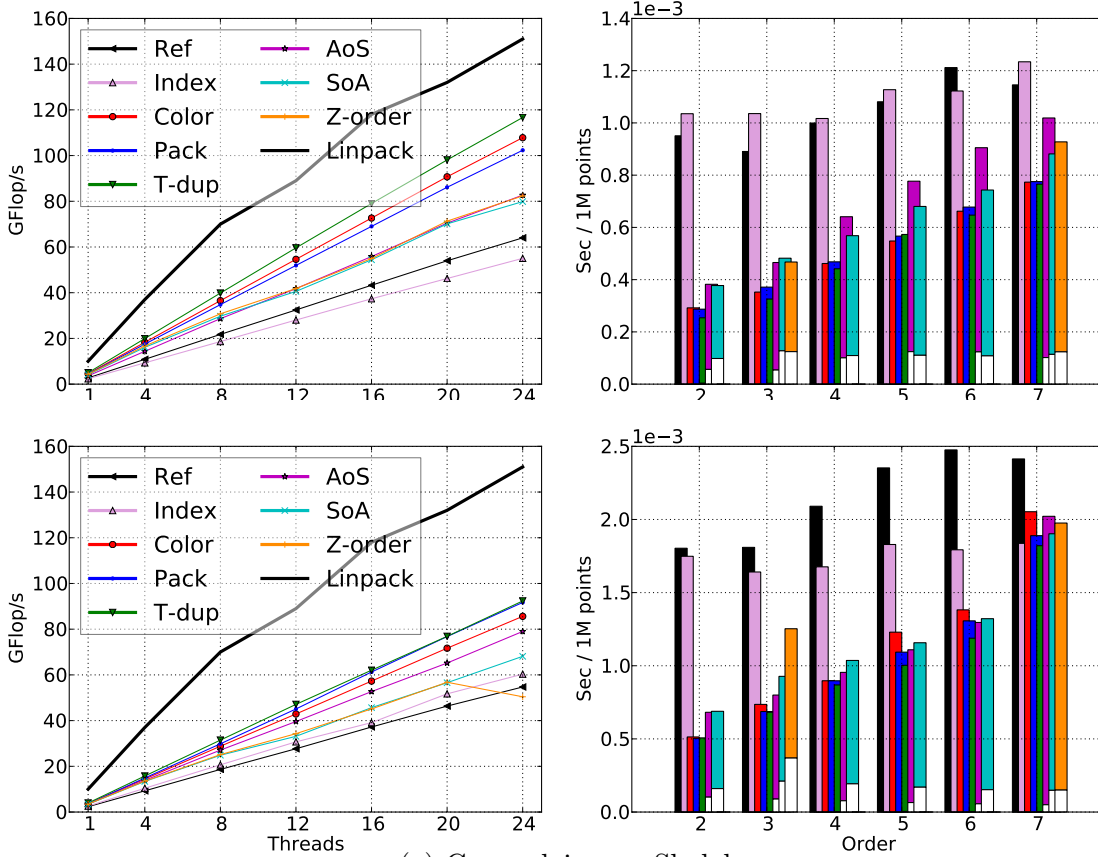 160
140
120
100
80
60
40
20
0
GFlop/s
Ref
Index
Color
Pack
T-dup
AoS
SoA
Z-order
Linpack
1 4 8 12 16 20 24
1e−3
1.4
1.2
1.0
0.8
0.6
0.4
0.2
0.0
Sec / 1M points
2 3 4 5 6 7
160
140
120
100
80
60
40
20
0
GFlop/s
Ref
Index
Color
Pack
T-dup
AoS
SoA
Z-order
Linpack
1 4 8 12 16 20 24
Threads
1e−3
2.5
2.0
1.5
1.0
0.5
0.0
Sec / 1M points
2 3 4 5 6 7
Order